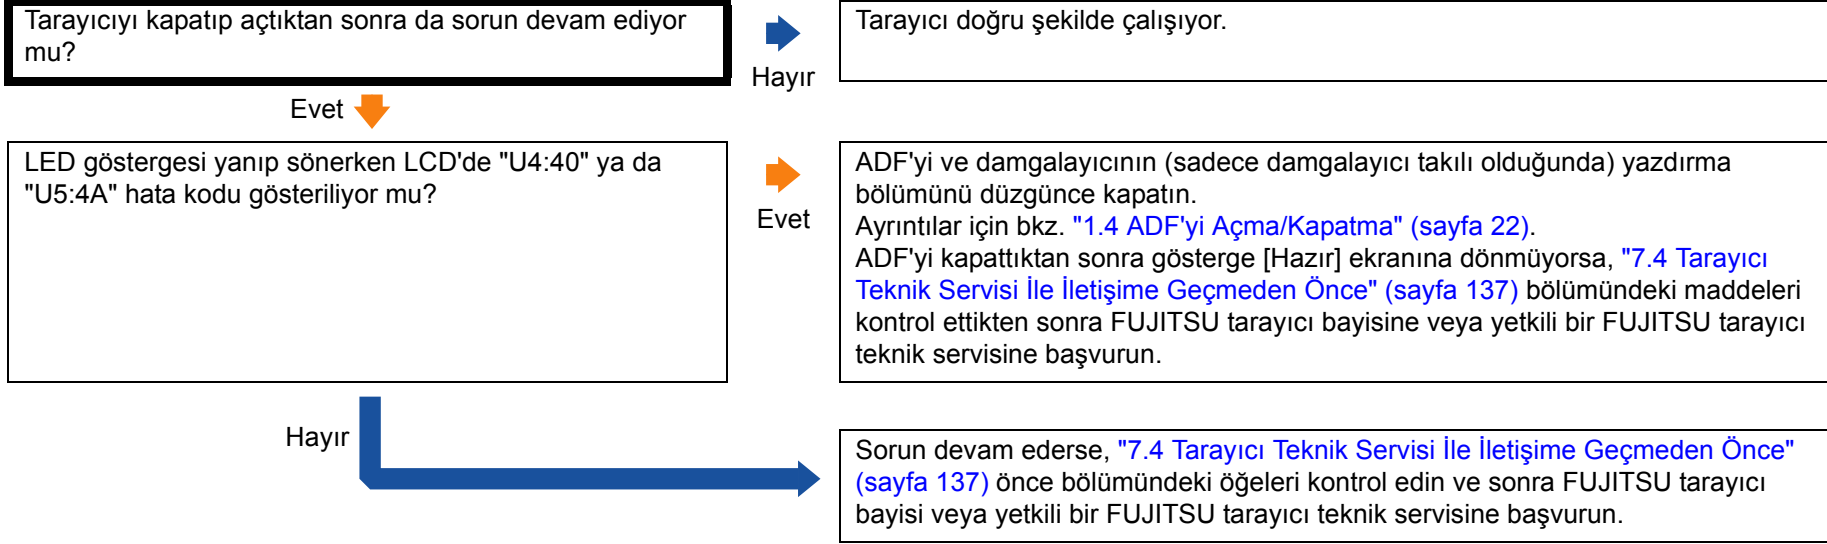 Tarayıcıyı kapatıp açtıktan sonra da sorun devam ediyor
mu?
Hayır
Tarayıcı doğru şekilde çalışıyor.
Evet
LED göstergesi yanıp sönerken LCD'de "U4:40" ya da
"U5:4A" hata kodu gösteriliyor mu?
Evet
ADF'yi ve damgalayıcının (sadece damgalayıcı takılı olduğunda) yazdırma
bölümünü düzgünce kapatın.
Ayrıntılar için bkz. "1.4 ADF'yi Açma/Kapatma" (sayfa 22).
ADF'yi kapattıktan sonra gösterge [Hazır] ekranına dönmüyorsa, "7.4 Tarayıcı
Teknik Servisi İle İletişime Geçmeden Önce" (sayfa 137) bölümündeki maddeleri
kontrol ettikten sonra FUJITSU tarayıcı bayisine veya yetkili bir FUJITSU tarayıcı
teknik servisine başvurun.
Hayır
Sorun devam ederse, "7.4 Tarayıcı Teknik Servisi İle İletişime Geçmeden Önce"
(sayfa 137) önce bölümündeki öğeleri kontrol edin ve sonra FUJITSU tarayıcı
bayisi veya yetkili bir FUJITSU tarayıcı teknik servisine başvurun.